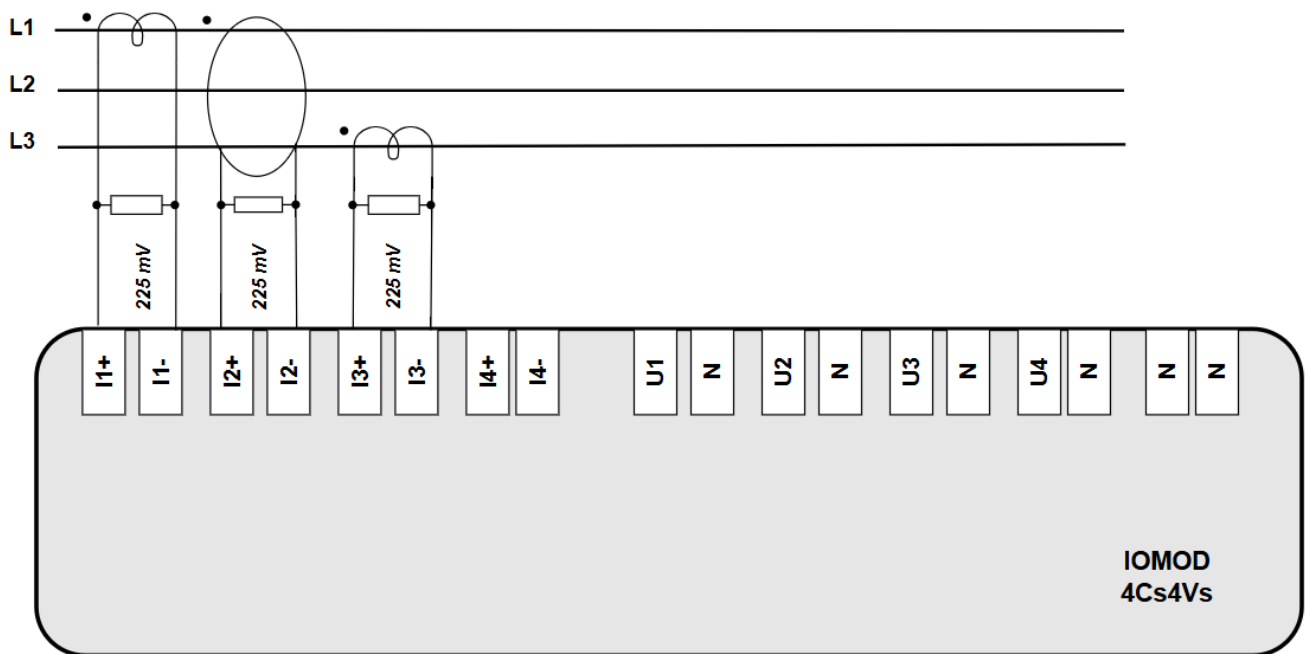 L1
L2
L3
225 mV
225 mV
225 mV
I1+
I1-
I2+
I2-
I3+
I3-
I4+
I4-
U1
N
U2
N
U3
N
U4
N
N
N
IOMOD
4Cs4Vs